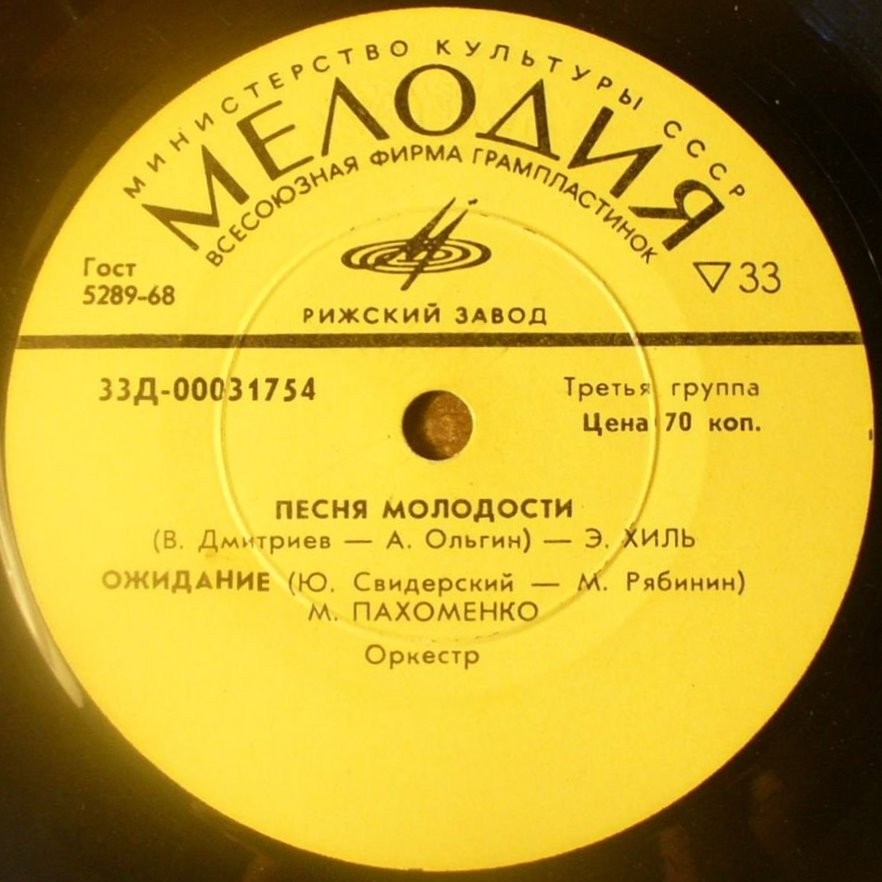 МИНИСТЕРСТВО КУЛЬТУРЫ СССР
МЕЛОДИЯ
ВСЕСОЮЗНАЯ ФИРМА ГРАМПЛАСТИНОК
Гост
5289-68
▽33
РИЖСКИЙ ЗАВОД
33Д-00031754
Третья группа
Цена 70 коп.
ПЕСНЯ МОЛОДОСТИ
(В. Дмитриев — А. Ольгин) — Э. ХИЛЬ
ОЖИДАНИЕ (Ю. Свидерский — М. Рябинин)
М. ПАХОМЕНКО
Оркестр